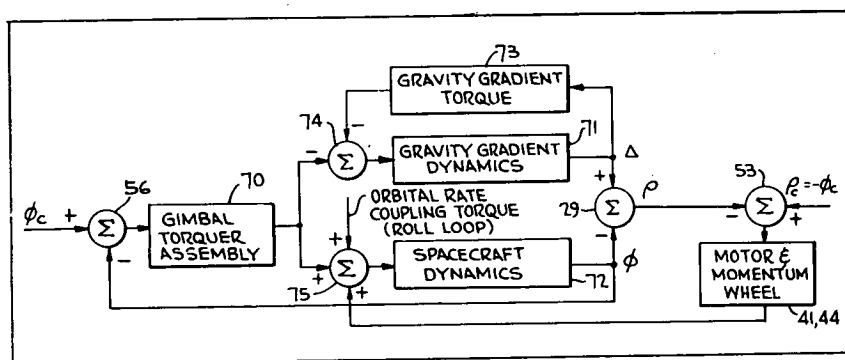 73
GRAVITY GRADIENT
TORQUE
74
−
−
Σ
71
GRAVITY GRADIENT
DYNAMICS
Δ
53
56
70
ϕc
+
Σ
−
GIMBAL
TORQUER
ASSEMBLY
ORBITAL RATE
COUPLING TORQUE
(ROLL LOOP)
+
29
Σ
−
ρ
Σ
−
+
ρc=-ϕc
+
+
Σ
+
75
SPACECRAFT
DYNAMICS
72
ϕ
MOTOR &
MOMENTUM
WHEEL
41,44